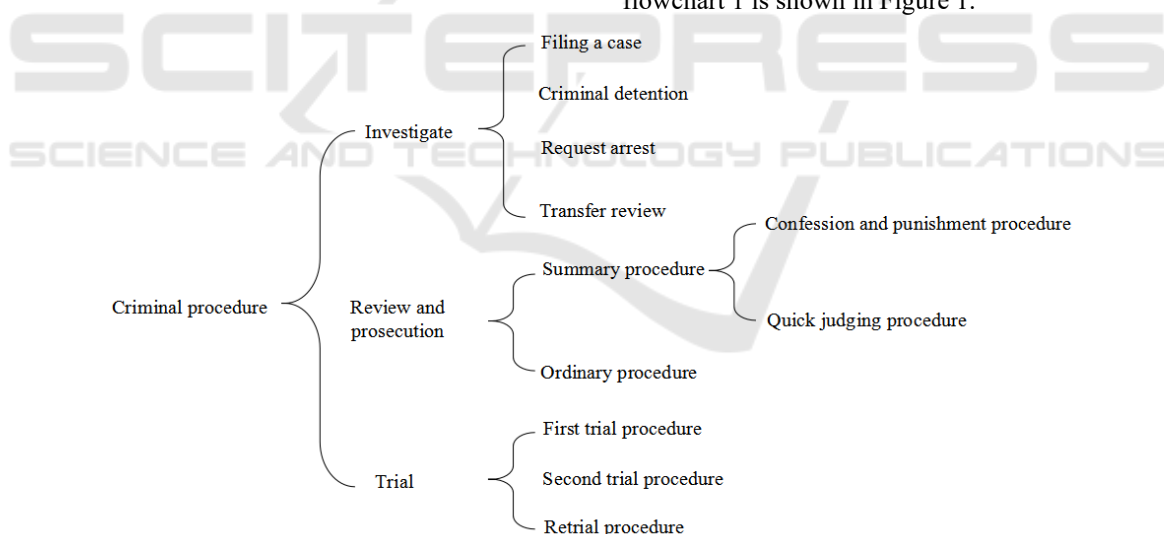 flowchart 1 is shown in Figure 1.
SCITEPRESS
SCIENCE AND TECHNOLOGY PUBLICATIONS
Filing a case
Criminal detention
Investigate
Request arrest
Transfer review
Confession and punishment procedure
Summary procedure
Criminal procedure
Review and
prosecution
Quick judging procedure
Ordinary procedure
First trial procedure
Trial
Second trial procedure
Retrial procedure